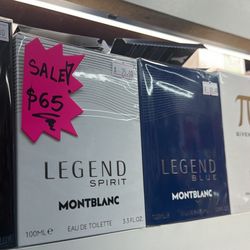 SALE
$65
LEGEND
SPIRIT
MONTBLANC
100ML℮ EAU DE TOILETTE 3.3 FL.OZ
LEGEND
BLUE
MONTBLANC